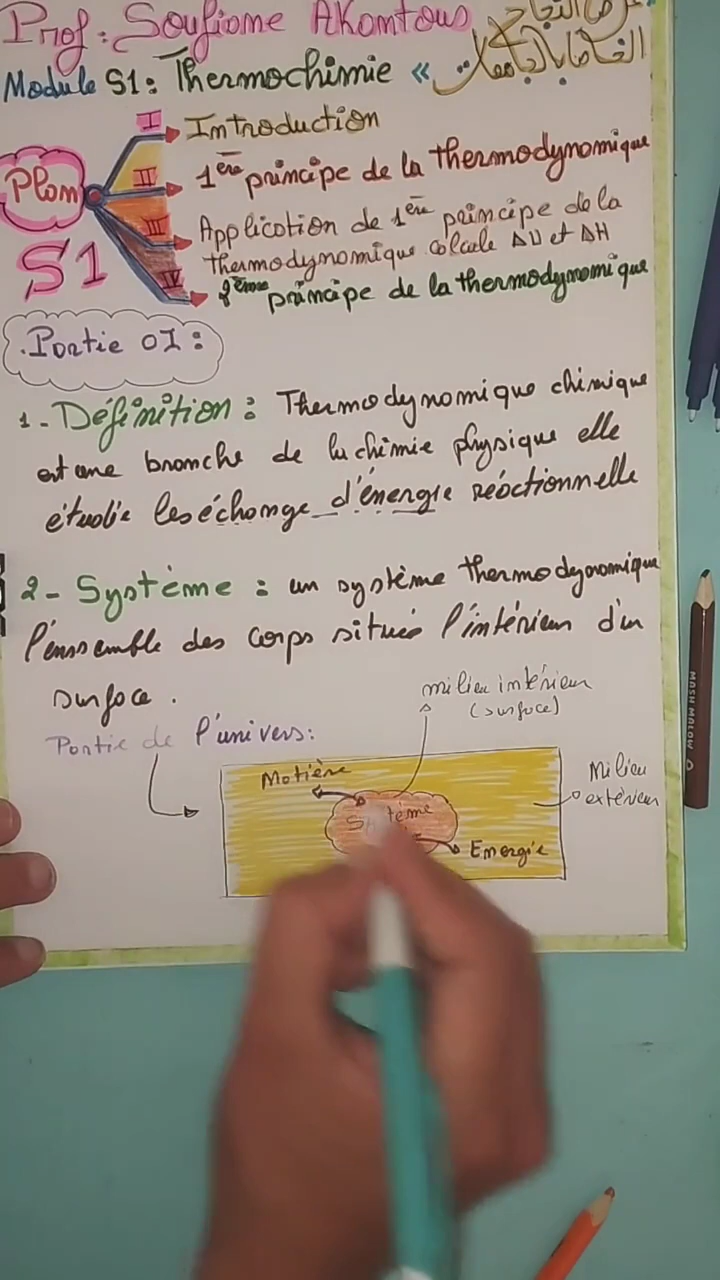 Prof: Soufiane Akantous
Module S1: Thermochimie «
Plan
S1
I
Introduction
II
1ère principe de la thermodynamique
III
Application de 1ère principe de la
thermodynamique calcule ΔU et ΔH
IV
principe de la thermodynamique
Partie 01:
1- Définition: Thermodynamique chimique
est une branche de la chimie physique elle
étudie les échange d'énergie réactionnelle
2- Système: un système thermodynamique
l'ensemble des corps situés l'intérieur d'un
surface.
milieu intérieur
(surface)
Partie de l'univers:
Matière
Milieu
extérieur
Energie